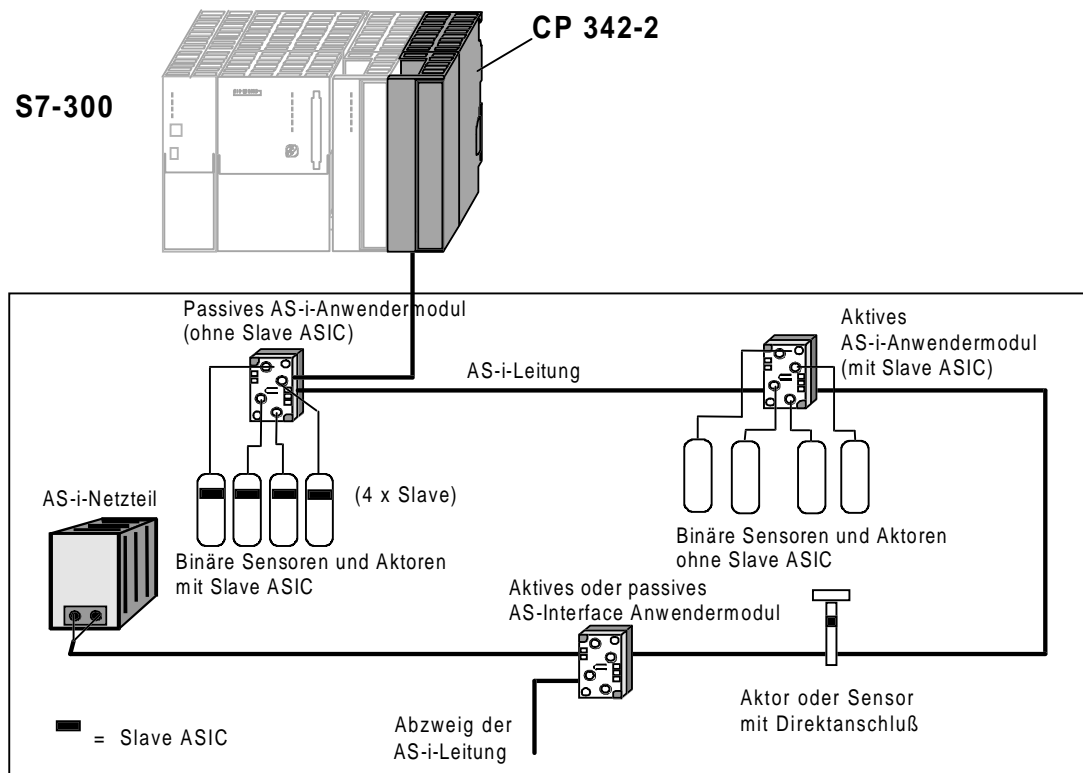 CP 342-2
S7-300
Passives AS-i-Anwendermodul
(ohne Slave ASIC)
Aktives
AS-i-Anwendermodul
(mit Slave ASIC)
AS-i-Leitung
AS-i-Netzteil
(4 x Slave)
Binäre Sensoren und Aktoren
mit Slave ASIC
Binäre Sensoren und Aktoren
ohne Slave ASIC
Aktives oder passives
AS-Interface Anwendermodul
Aktor oder Sensor
mit Direktanschluß
Abzweig der
AS-i-Leitung
= Slave ASIC